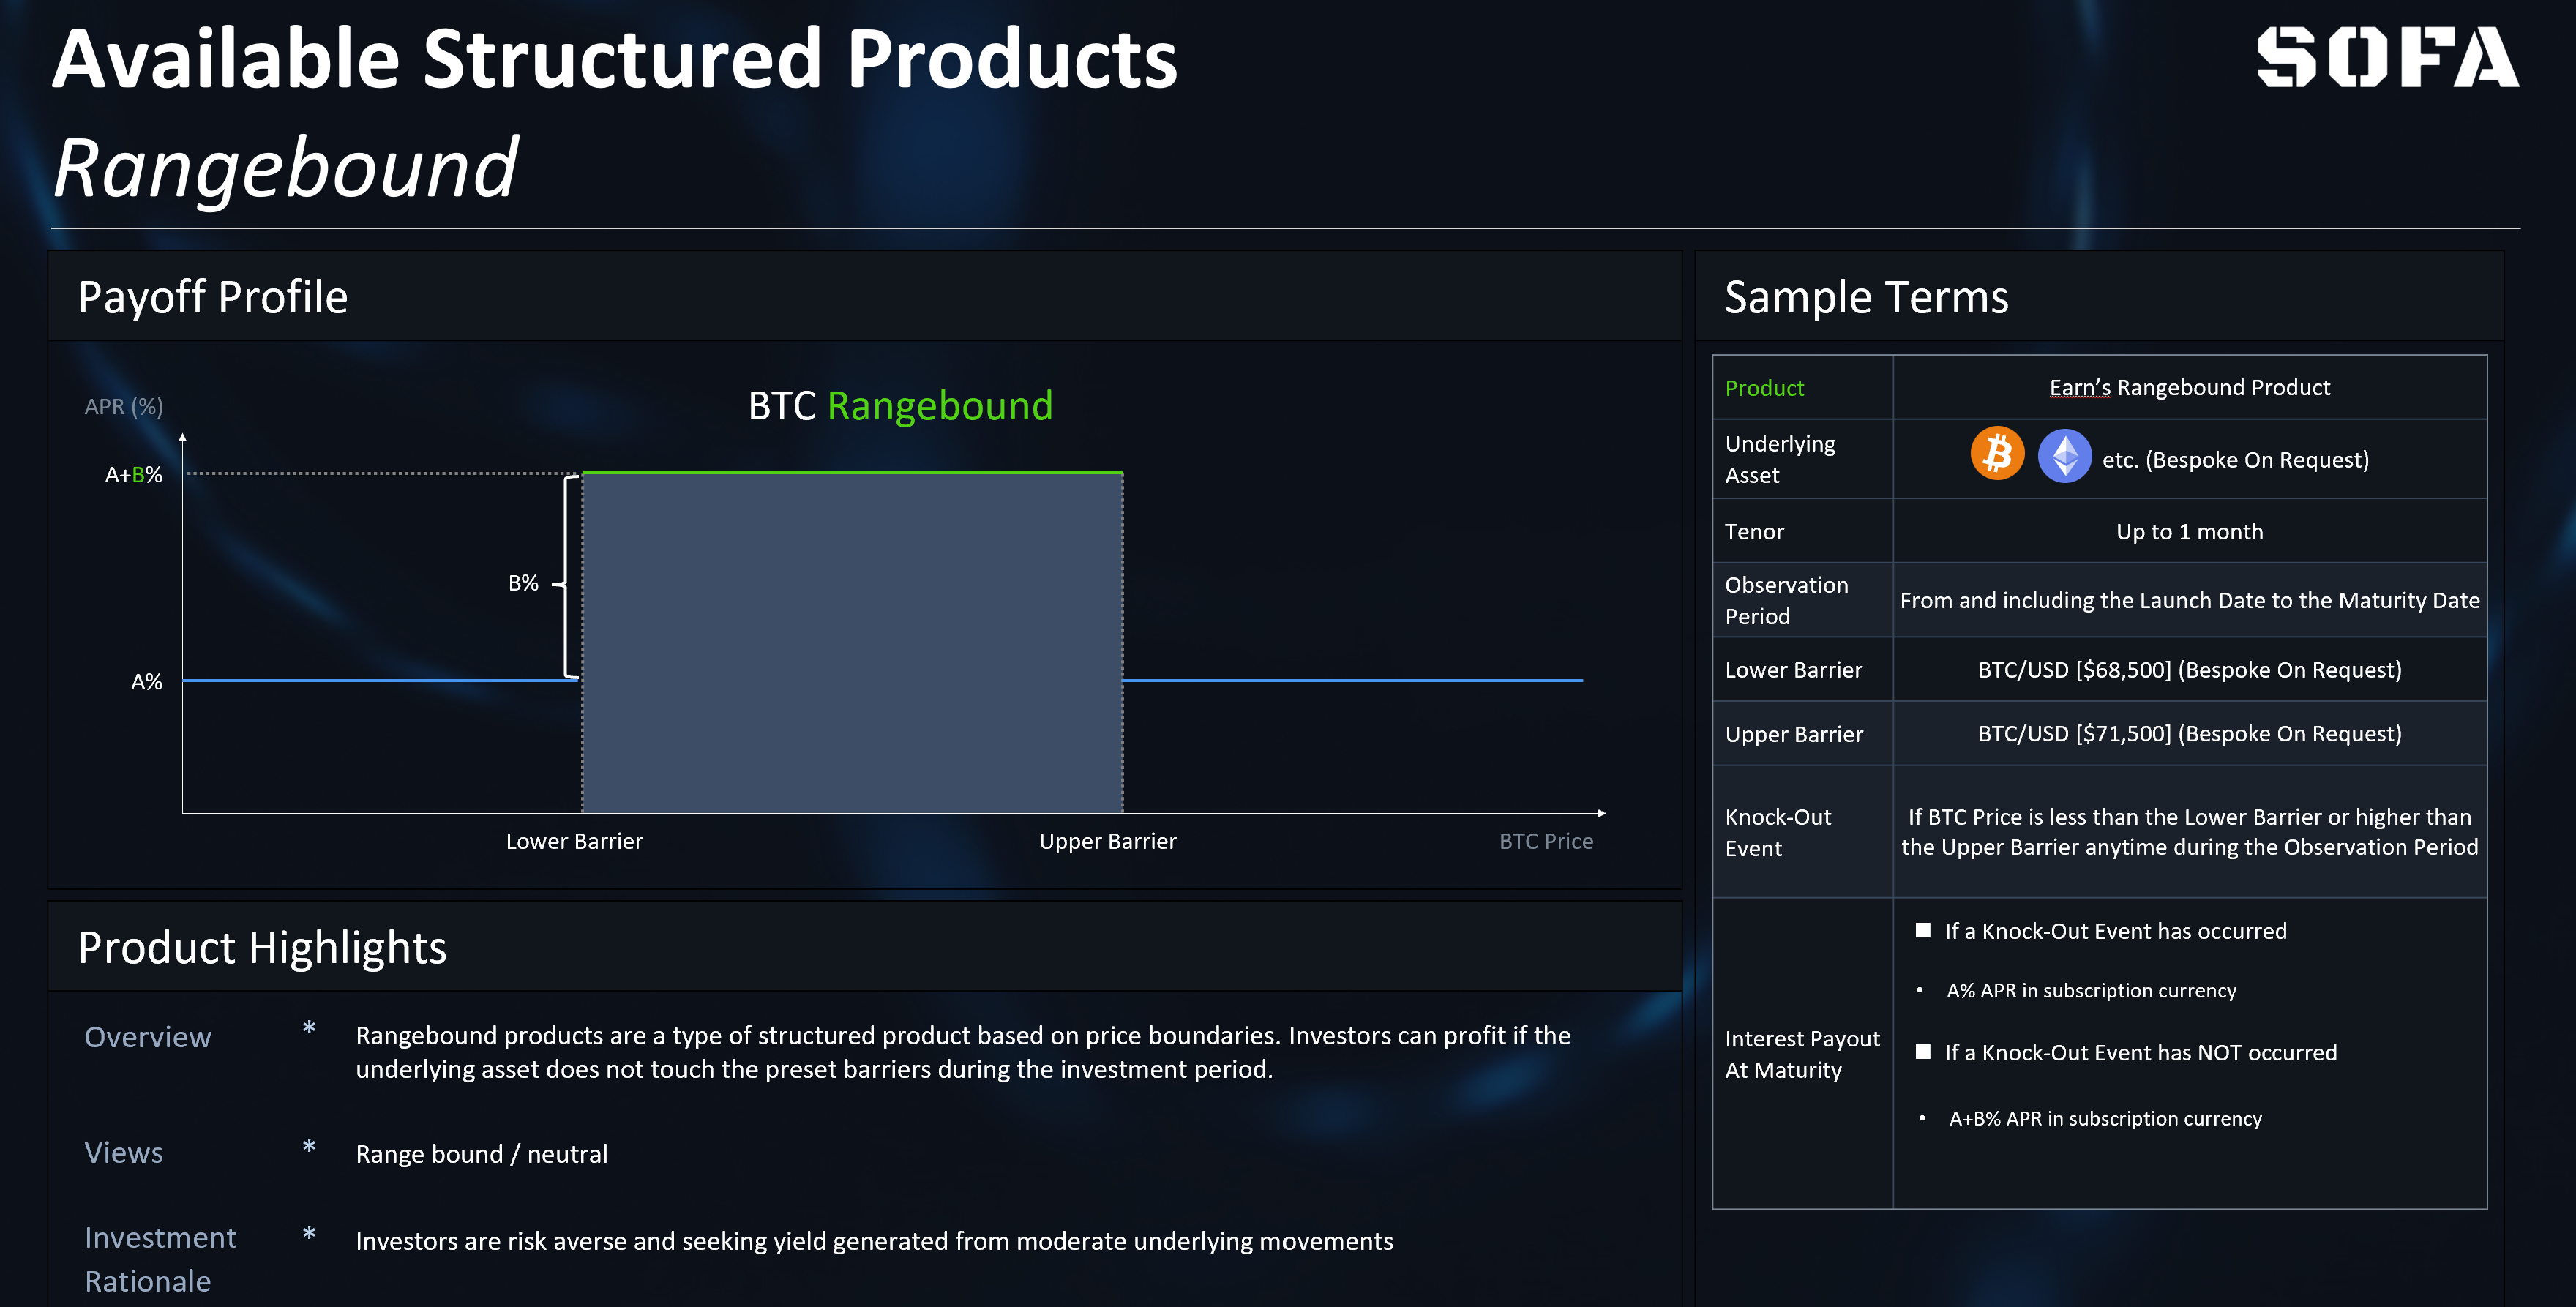 Available Structured Products
SOFA
Rangebound
Payoff Profile
APR (%)
BTC Rangebound
A+B%
B%
A%
Lower Barrier
Upper Barrier
BTC Price
Product Highlights
Overview
*
Rangebound products are a type of structured product based on price boundaries. Investors can profit if the
underlying asset does not touch the preset barriers during the investment period.
Views
*
Range bound / neutral
Investment
Rationale
*
Investors are risk averse and seeking yield generated from moderate underlying movements
Sample Terms
Product
Earn’s Rangebound Product
Underlying
Asset
etc. (Bespoke On Request)
Tenor
Up to 1 month
Observation
Period
From and including the Launch Date to the Maturity Date
Lower Barrier
BTC/USD [$68,500] (Bespoke On Request)
Upper Barrier
BTC/USD [$71,500] (Bespoke On Request)
Knock-Out
Event
If BTC Price is less than the Lower Barrier or higher than
the Upper Barrier anytime during the Observation Period
Interest Payout
At Maturity
■ If a Knock-Out Event has occurred
• A% APR in subscription currency
■ If a Knock-Out Event has NOT occurred
• A+B% APR in subscription currency